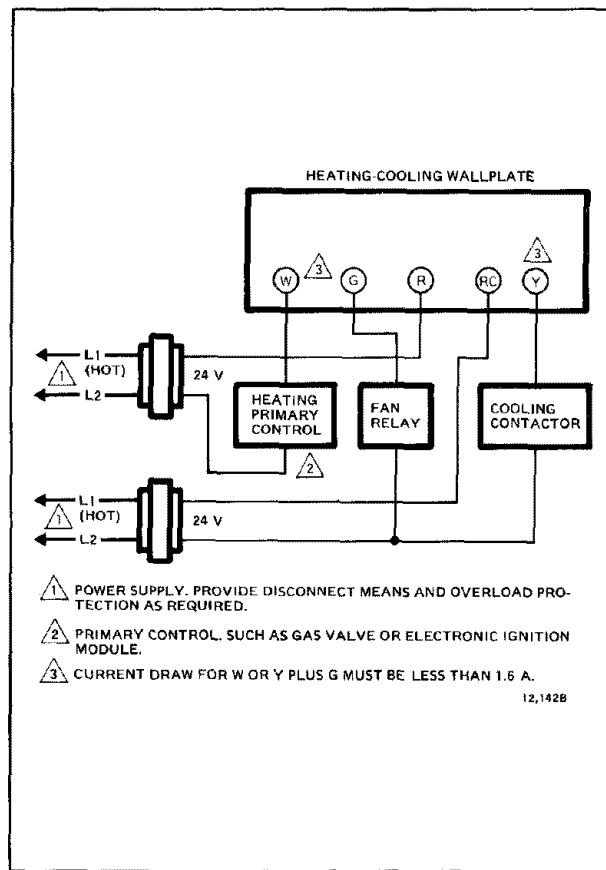 HEATING-COOLING WALLPLATE
3
3
W
G
R
RC
Y
L1
1
(HOT)
L2
24 V
HEATING
PRIMARY
CONTROL
FAN
RELAY
COOLING
CONTACTOR
2
L1
1
(HOT)
L2
24 V
1 POWER SUPPLY. PROVIDE DISCONNECT MEANS AND OVERLOAD PRO-
TECTION AS REQUIRED.
2 PRIMARY CONTROL. SUCH AS GAS VALVE OR ELECTRONIC IGNITION
MODULE.
3 CURRENT DRAW FOR W OR Y PLUS G MUST BE LESS THAN 1.6 A.
12,142B